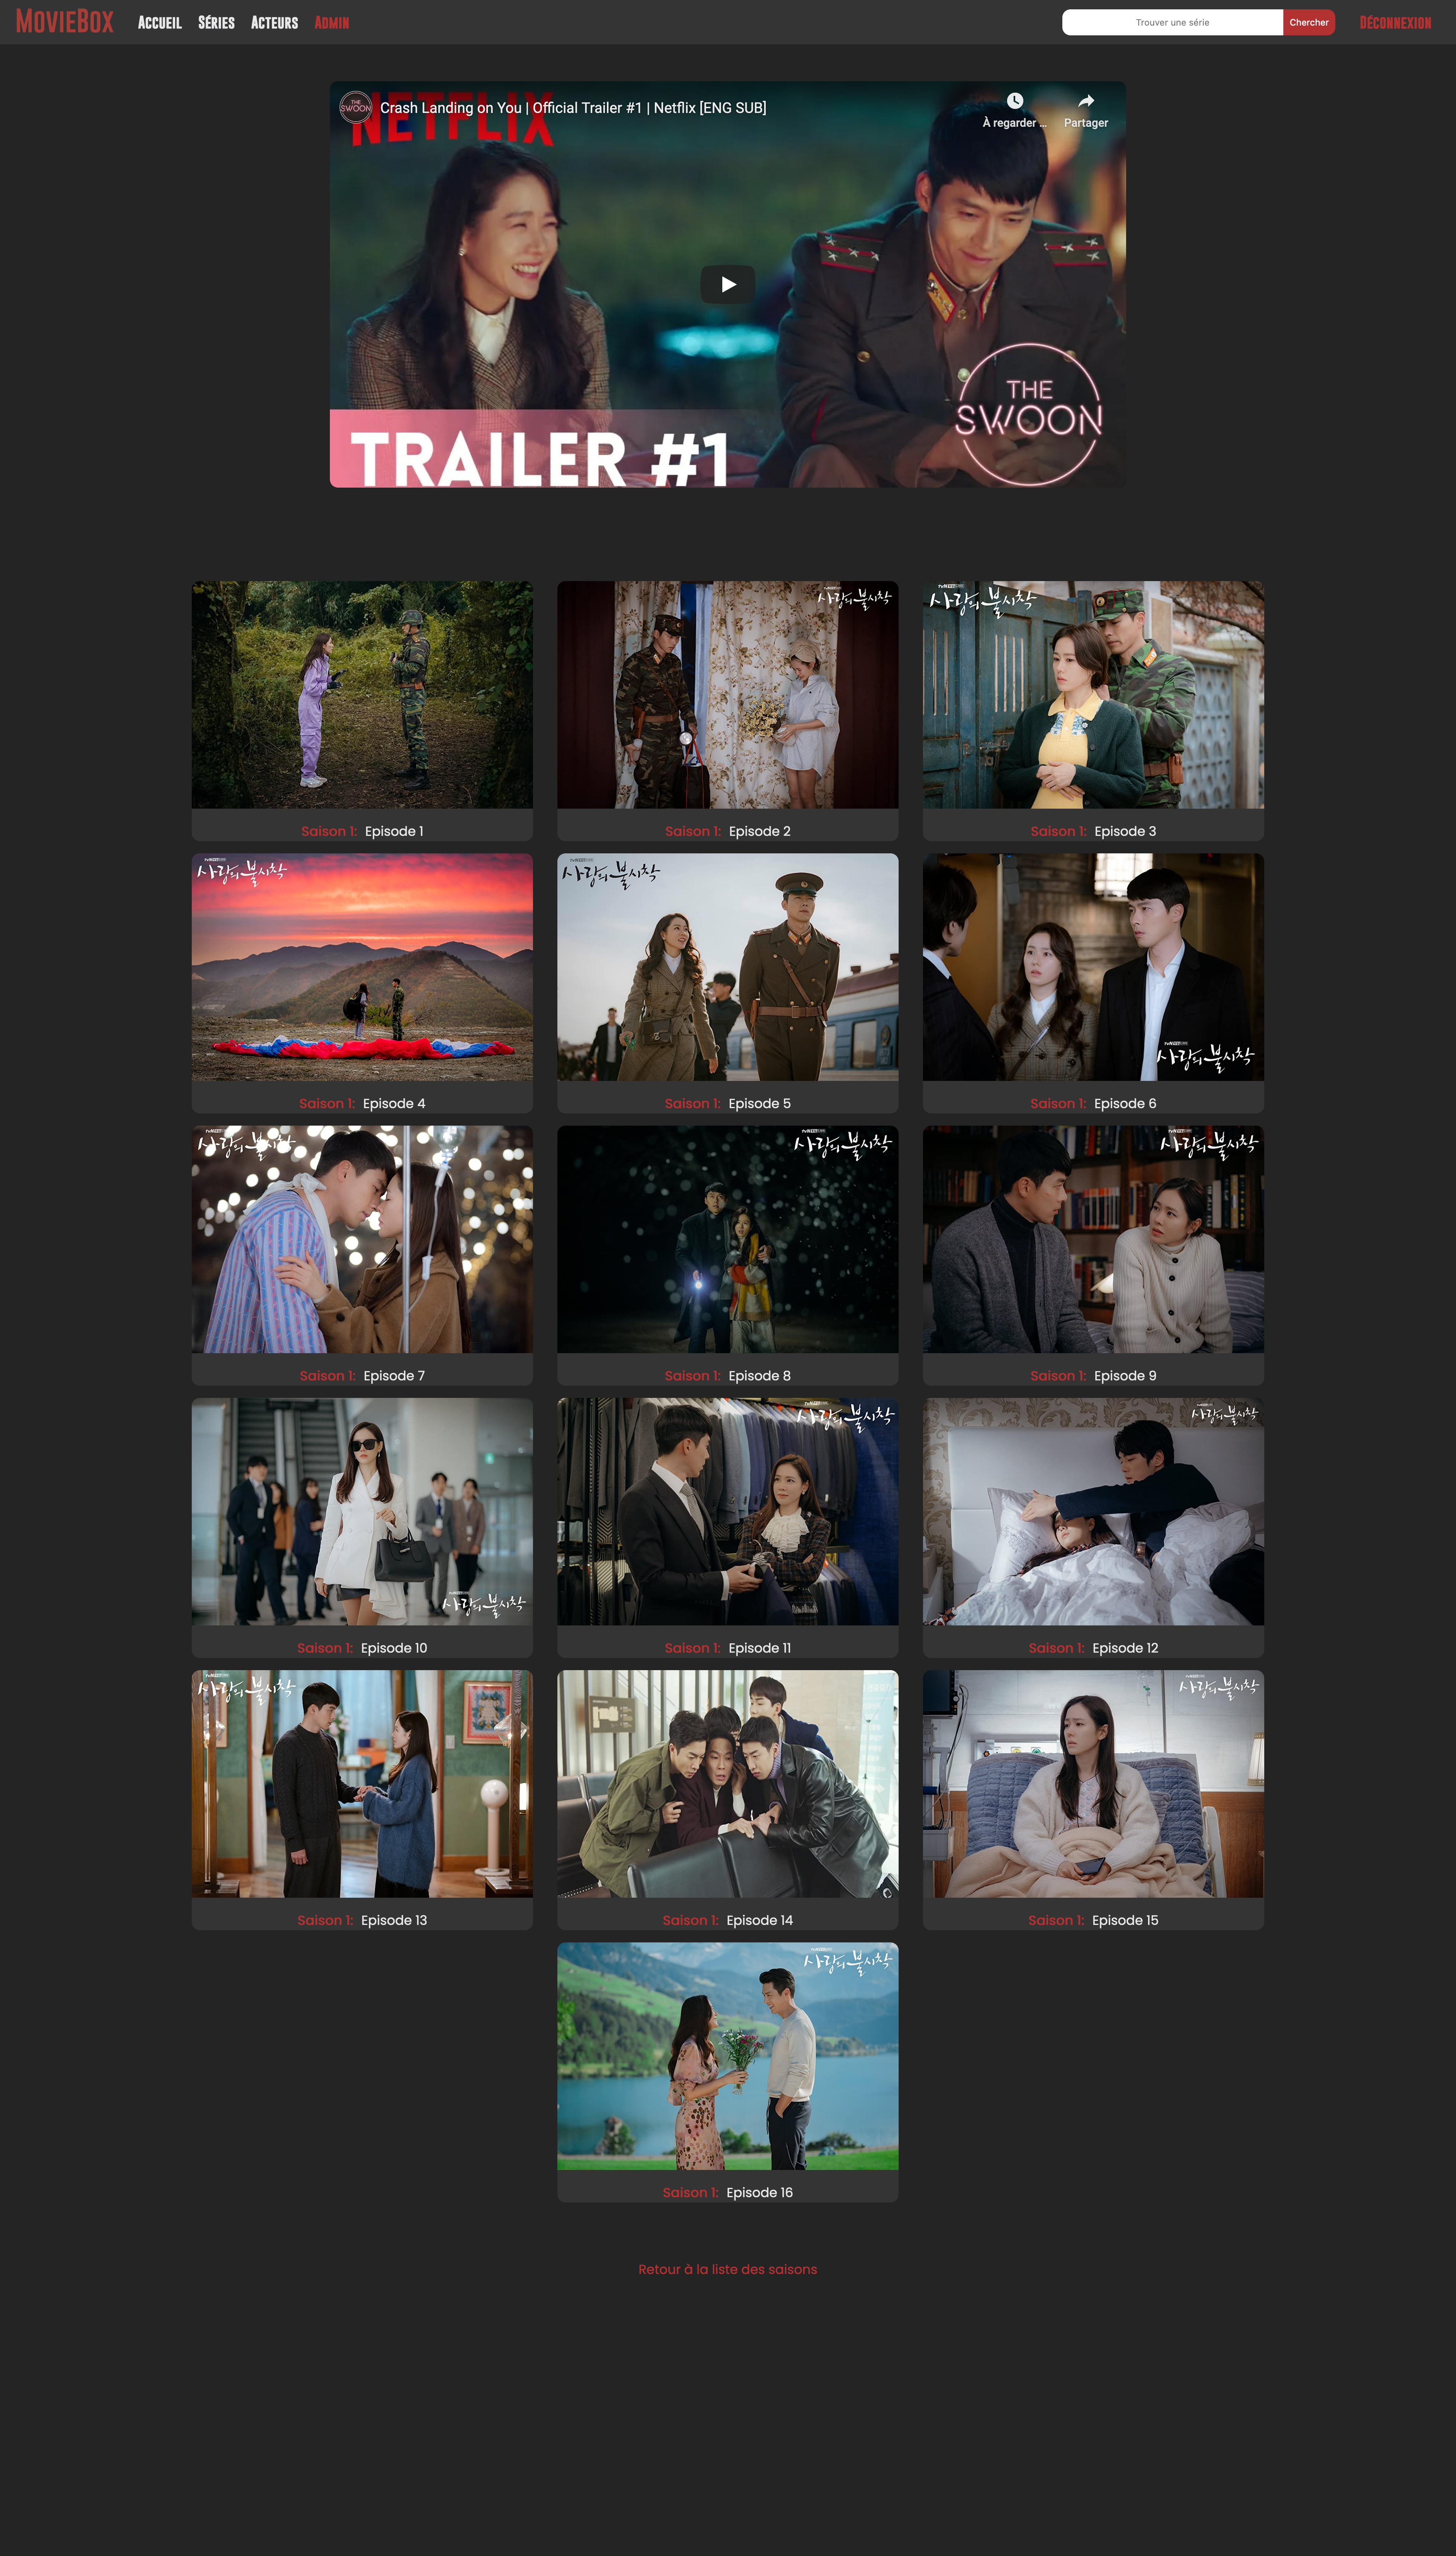 MOVIEBOX ACCUEIL SÉRIES ACTEURS ADMIN Trouver une série Chercher DÉCONNEXION
NETFLIX
THE SWOON
Crash Landing on You | Official Trailer #1 | Netflix [ENG SUB]
À regarder ... Partager
THE
SWOON
TRAILER #1
사랑의 불시착
사랑의 불시착
Saison 1: Episode 1
Saison 1: Episode 2
Saison 1: Episode 3
사랑의 불시착
사랑의 불시착
사랑의 불시착
Saison 1: Episode 4
Saison 1: Episode 5
Saison 1: Episode 6
사랑의 불시착
사랑의 불시착
사랑의 불시착
Saison 1: Episode 7
Saison 1: Episode 8
Saison 1: Episode 9
사랑의 불시착
사랑의 불시착
사랑의 불시착
Saison 1: Episode 10
Saison 1: Episode 11
Saison 1: Episode 12
사랑의 불시착
사랑의 불시착
Saison 1: Episode 13
Saison 1: Episode 14
Saison 1: Episode 15
사랑의 불시착
Saison 1: Episode 16
Retour à la liste des saisons